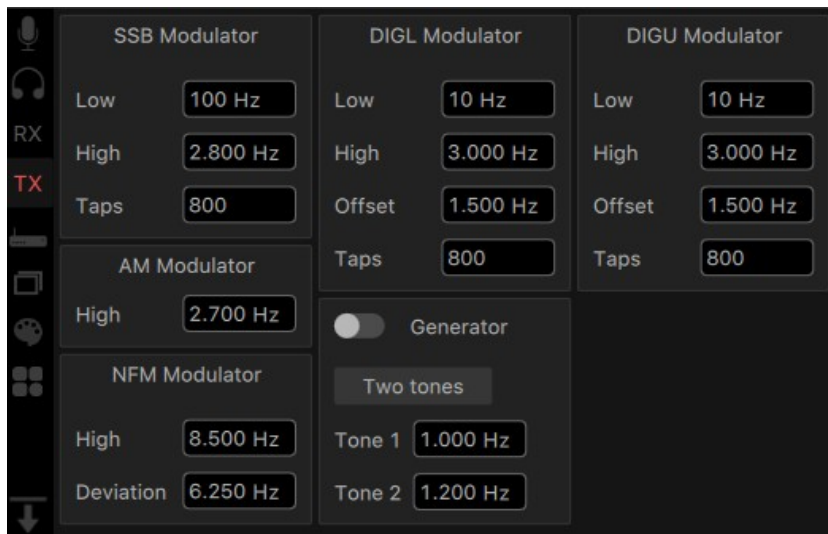 RX
TX
SSB Modulator
Low 100 Hz
High 2.800 Hz
Taps 800
AM Modulator
High 2.700 Hz
NFM Modulator
High 8.500 Hz
Deviation 6.250 Hz
DIGL Modulator
Low 10 Hz
High 3.000 Hz
Offset 1.500 Hz
Taps 800
Generator
Two tones
Tone 1 1.000 Hz
Tone 2 1.200 Hz
DIGU Modulator
Low 10 Hz
High 3.000 Hz
Offset 1.500 Hz
Taps 800